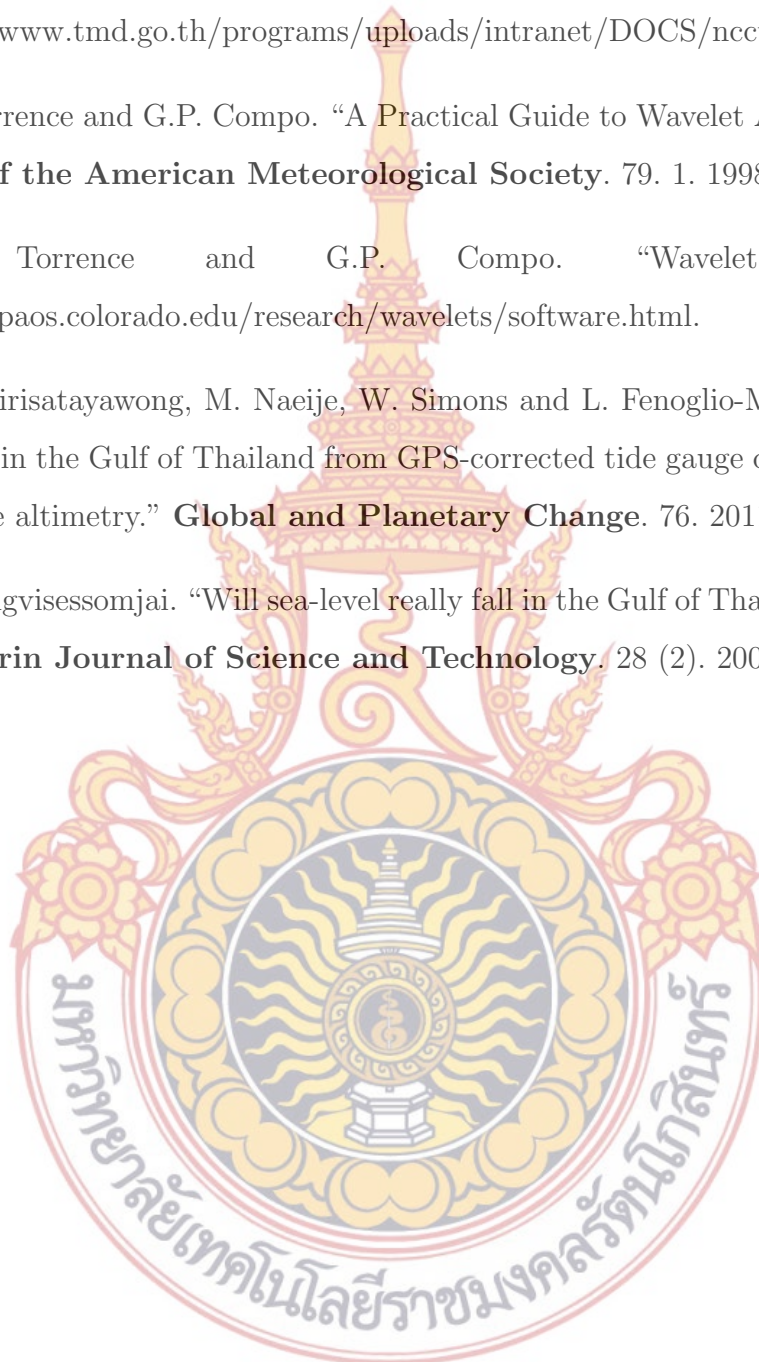 www.tmd.go.th/programs/uploads/intranet/DOCS/ncc
rrence and G.P. Compo. “A Practical Guide to Wavelet
f the American Meteorological Society. 79. 1. 1998
Torrence and G.P. Compo. “Wavelet
paos.colorado.edu/research/wavelets/software.html.
irisatayawong, M. Naeije, W. Simons and L. Fenoglio-M
in the Gulf of Thailand from GPS-corrected tide gauge
e altimetry.” Global and Planetary Change. 76. 201
gvisessomjai. “Will sea-level really fall in the Gulf of Tha
rin Journal of Science and Technology. 28 (2). 200
มหาวิทยาลัยเทคโนโลยีราชมงคลรัตนโกสินทร์